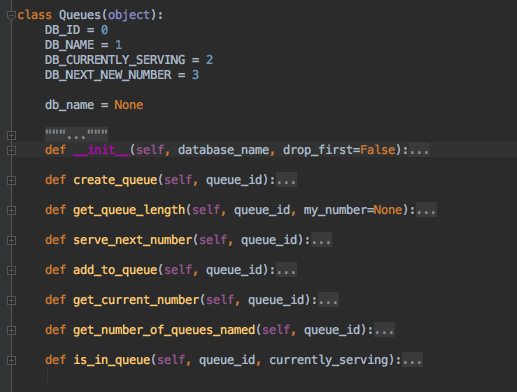 class Queues(object):
DB_ID = 0
DB_NAME = 1
DB_CURRENTLY_SERVING = 2
DB_NEXT_NEW_NUMBER = 3
db_name = None
"""..."""
def __init__(self, database_name, drop_first=False):...
def create_queue(self, queue_id):...
def get_queue_length(self, queue_id, my_number=None):...
def serve_next_number(self, queue_id):...
def add_to_queue(self, queue_id):...
def get_current_number(self, queue_id):...
def get_number_of_queues_named(self, queue_id):...
def is_in_queue(self, queue_id, currently_serving):...